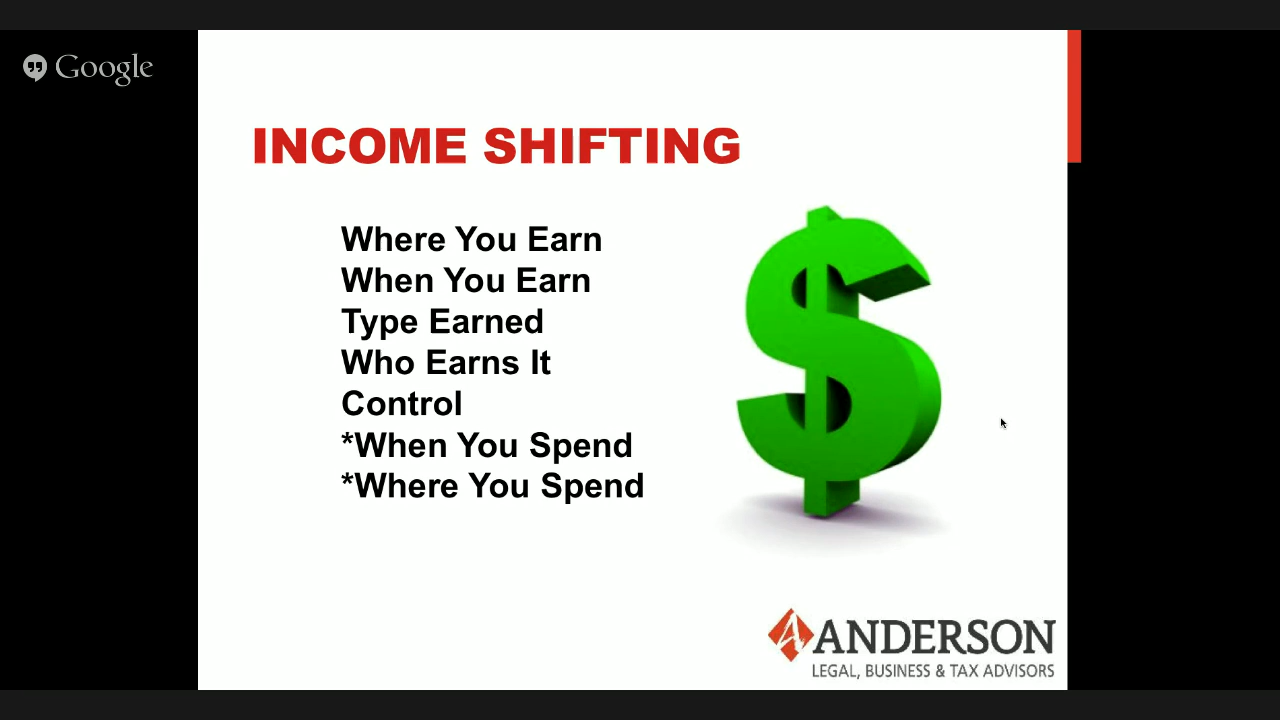 Google
INCOME SHIFTING
Where You Earn
When You Earn
Type Earned
Who Earns It
Control
*When You Spend
*Where You Spend
ANDERSON
LEGAL, BUSINESS & TAX ADVISORS